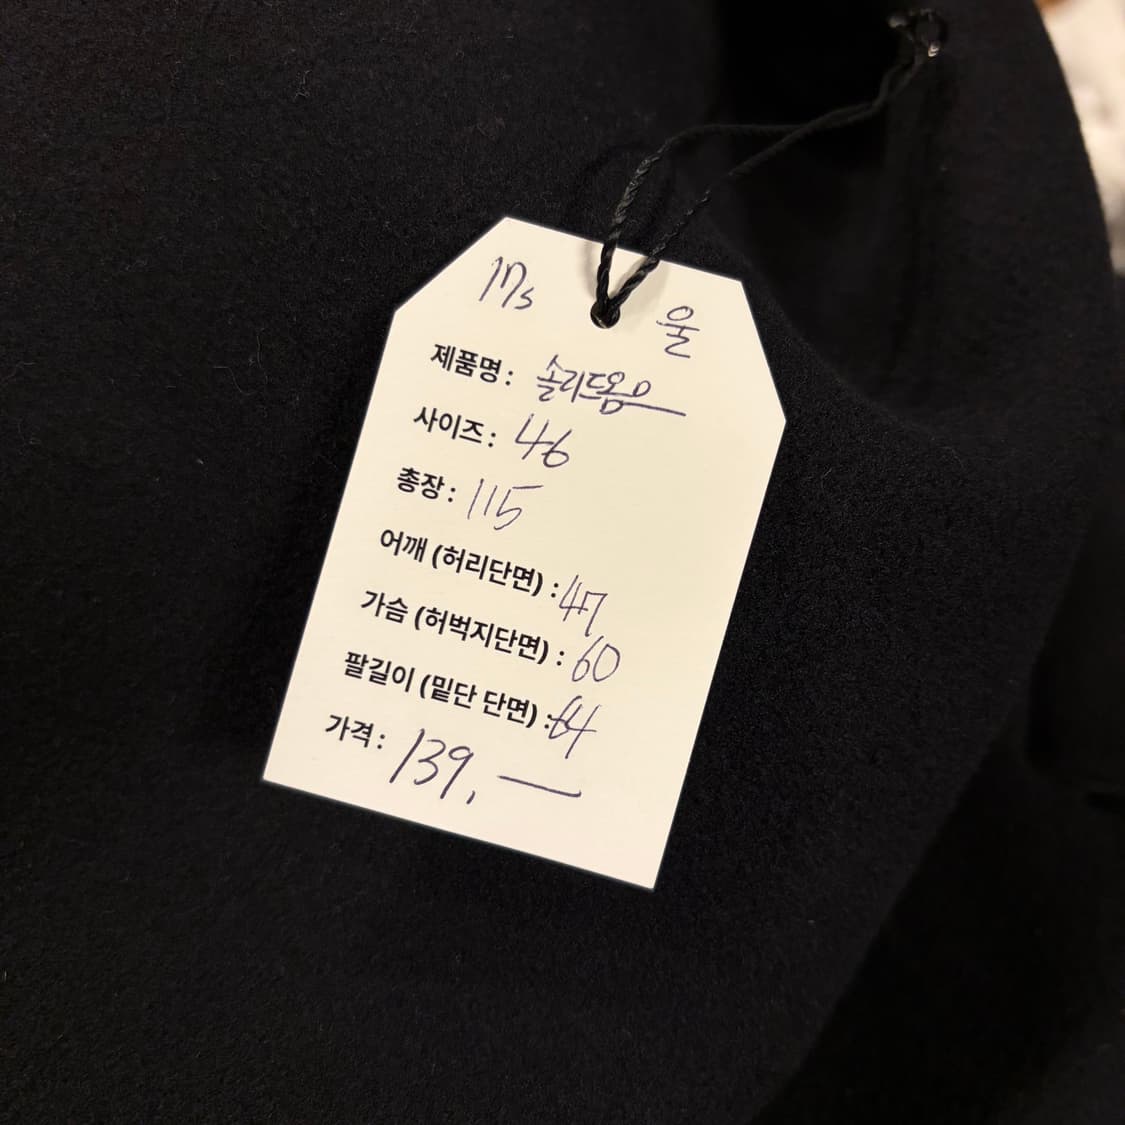 울
제품명 : 솔리드옴므
사이즈 : 46
총장 : 115
어깨 (허리단면) : 47
가슴 (허벅지단면) : 60
팔길이 (밑단 단면) : 64
가격 : 139. —